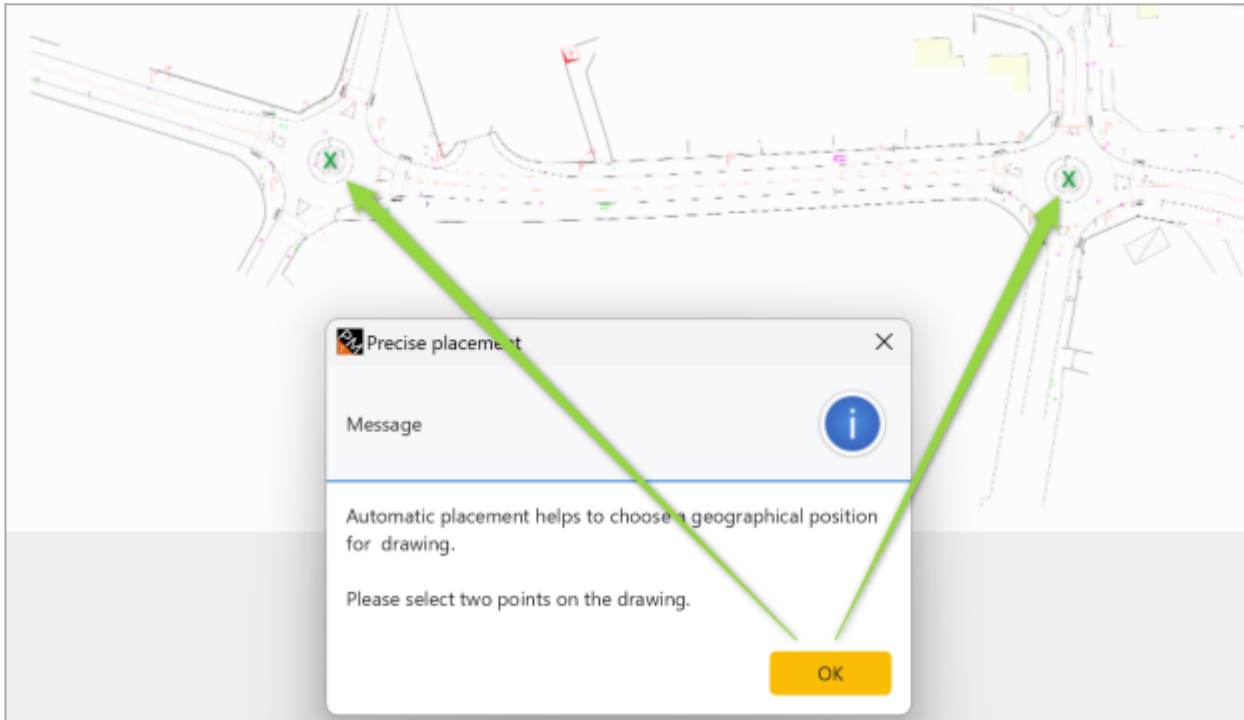 X
X
PM
Precise placement
Message
i
Automatic placement helps to choose a geographical position
for drawing.
Please select two points on the drawing.
OK